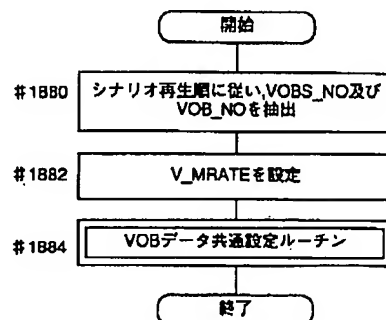 開始
#1880
シナリオ再生順に従い,VOBS_NO及び
VOB_NOを抽出
#1882
V_MRATEを設定
#1884
VOBデータ共通設定ルーチン
終了